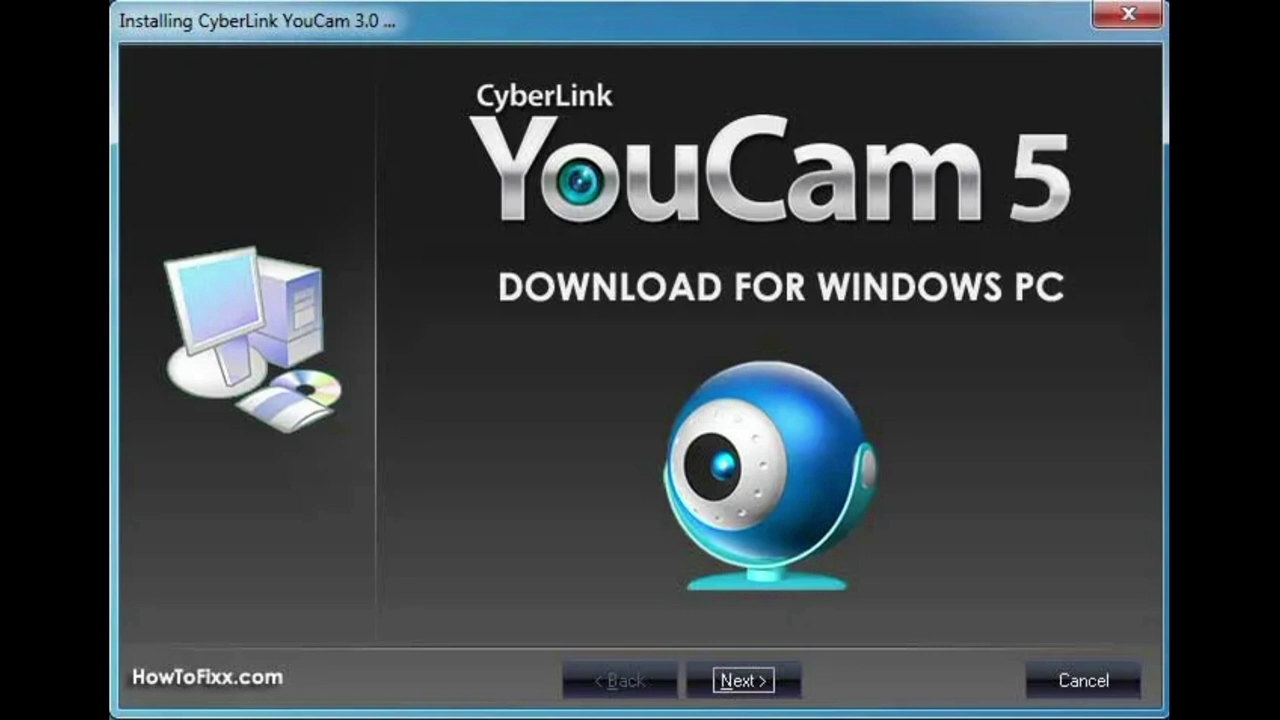 Installing CyberLink YouCam 3.0 ...
CyberLink
YouCam 5
DOWNLOAD FOR WINDOWS PC
HowToFixx.com
< Back
Next >
Cancel